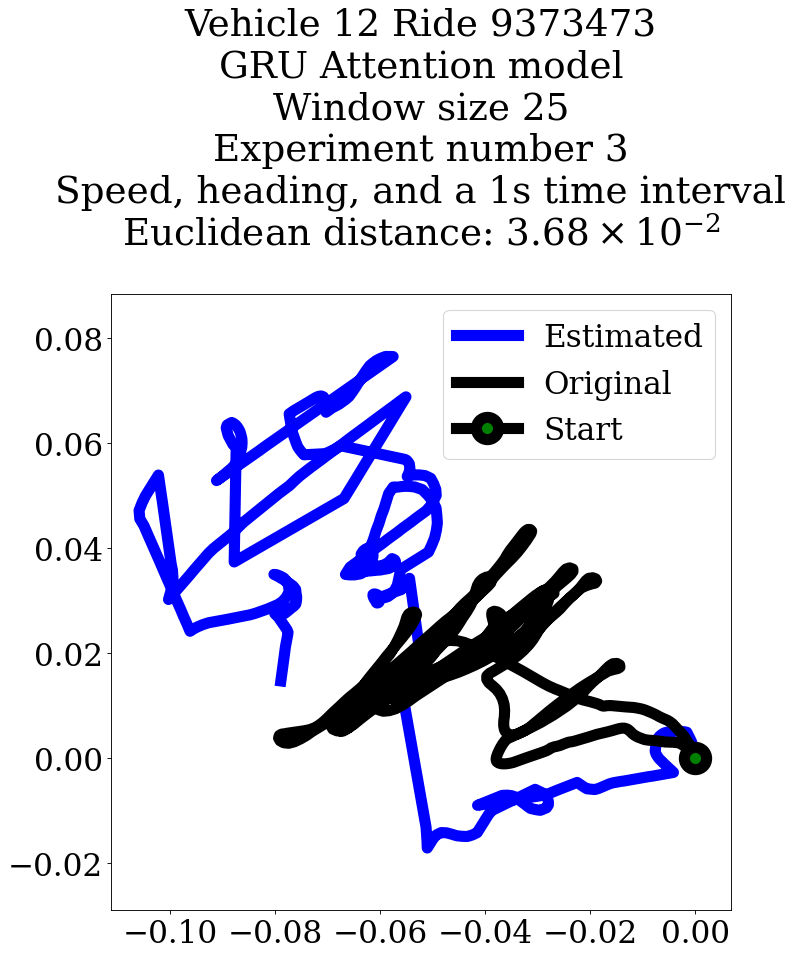 Vehicle 12 Ride 9373473
GRU Attention model
Window size 25
Experiment number 3
Speed, heading, and a 1s time interval
Euclidean distance: 3.68 × 10⁻²
Estimated
Original
Start
0.08
0.06
0.04
0.02
0.00
−0.02
−0.10 −0.08 −0.06 −0.04 −0.02 0.00